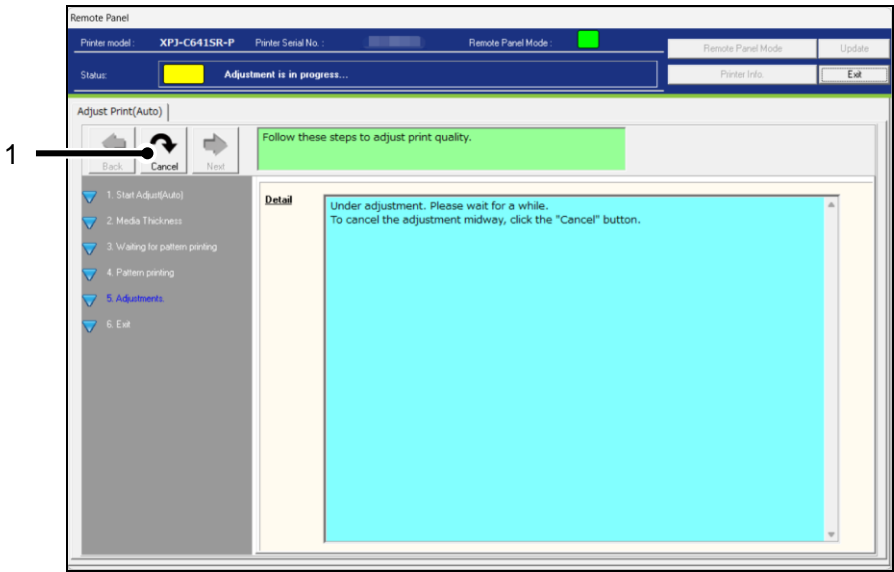 Remote Panel
Printer model : XPJ-C641SR-P Printer Serial No. : Remote Panel Mode :
Remote Panel Mode Update
Status: Adjustment is in progress...
Printer Info. Exit
Adjust Print(Auto)
1
Back Cancel Next
Follow these steps to adjust print quality.
1. Start Adjust(Auto)
2. Media Thickness
3. Waiting for pattern printing
4. Pattern printing
5. Adjustments.
6. Exit
Detail
Under adjustment. Please wait for a while.
To cancel the adjustment midway, click the "Cancel" button.